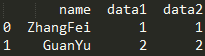 name data1 data2
0 ZhangFei 1 1
1 GuanYu 2 2